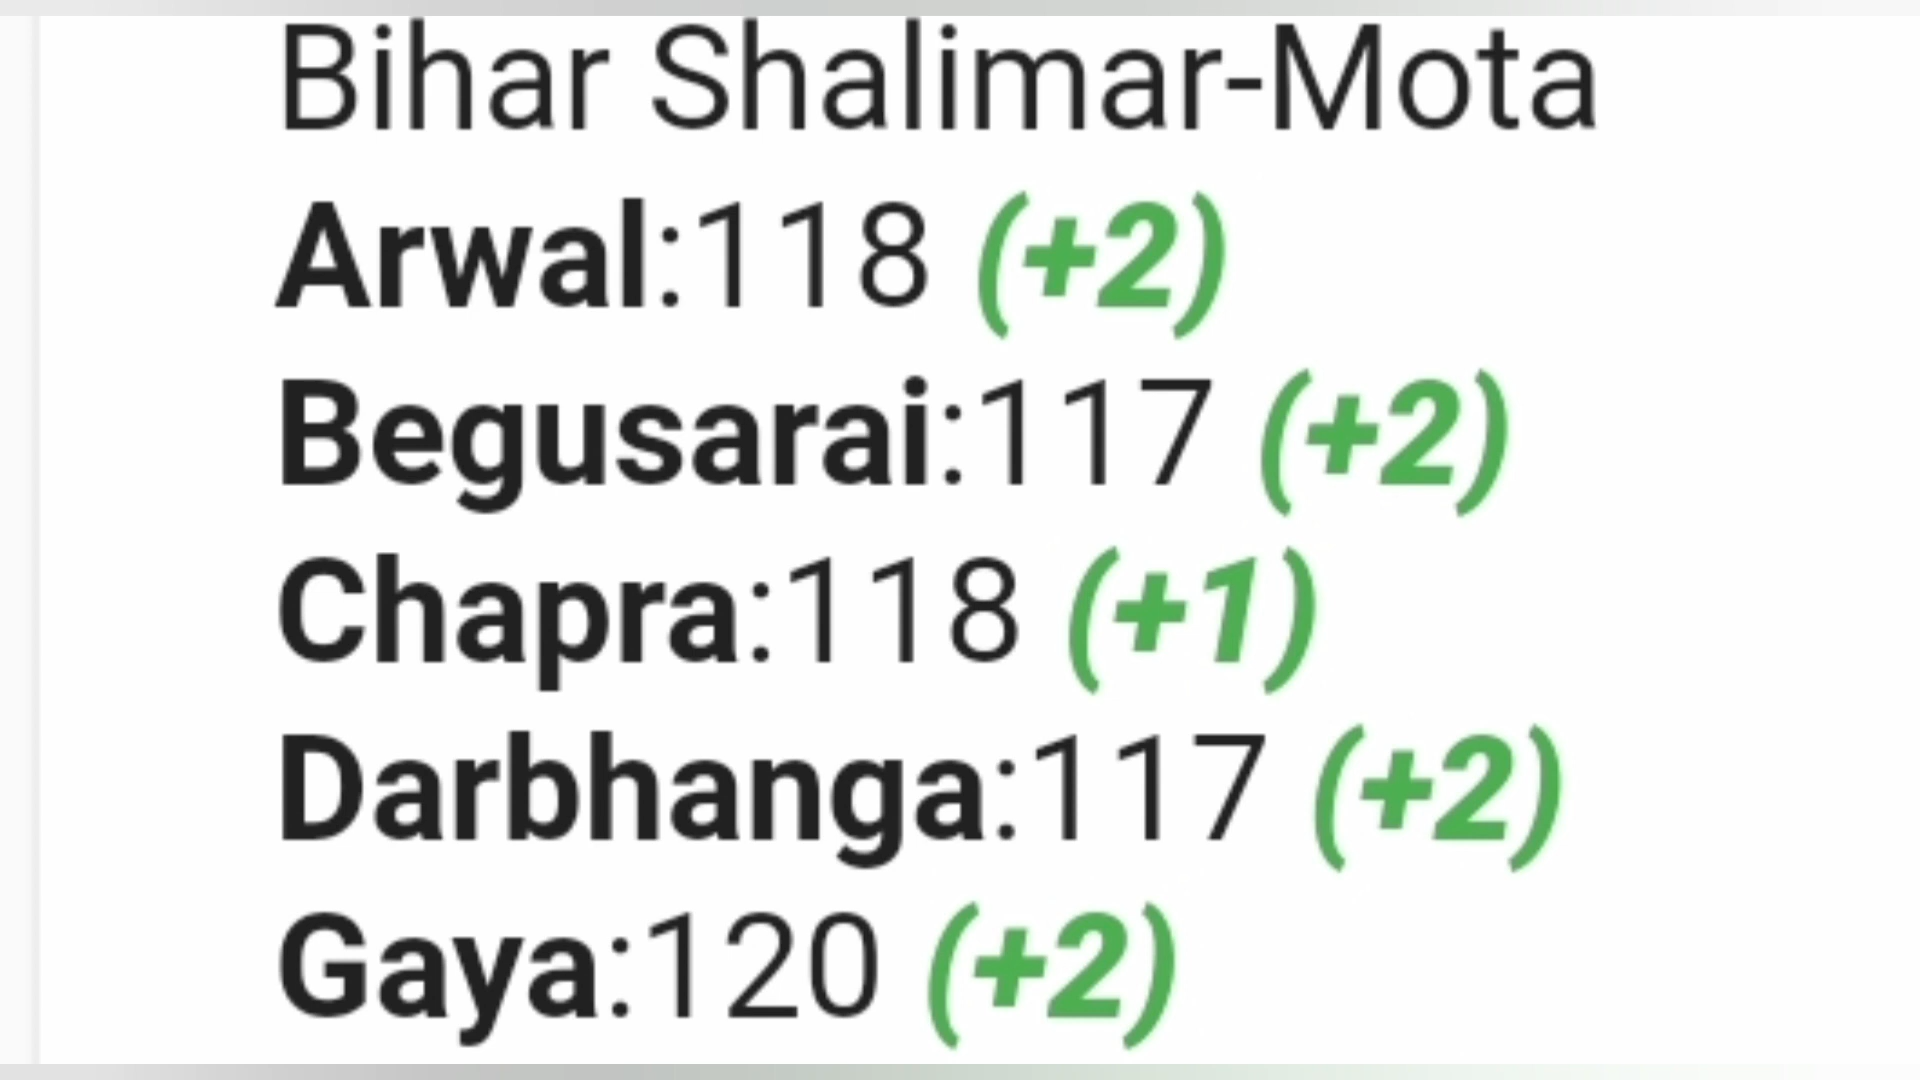 Bihar Shalimar-Mota
Arwal:118 (+2)
Begusarai:117 (+2)
Chapra:118 (+1)
Darbhanga:117 (+2)
Gaya:120 (+2)